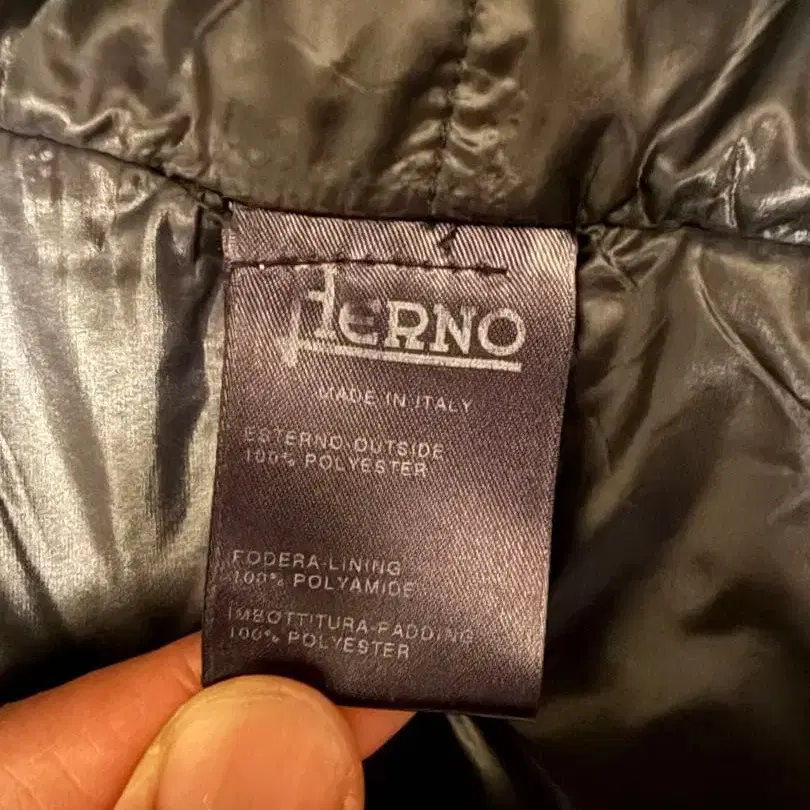 HERNO
MADE IN ITALY
ESTERNO-OUTSIDE
100% POLYESTER
FODERA-LINING
100% POLYAMIDE
IMBOTTITURA-PADDING
100% POLYESTER